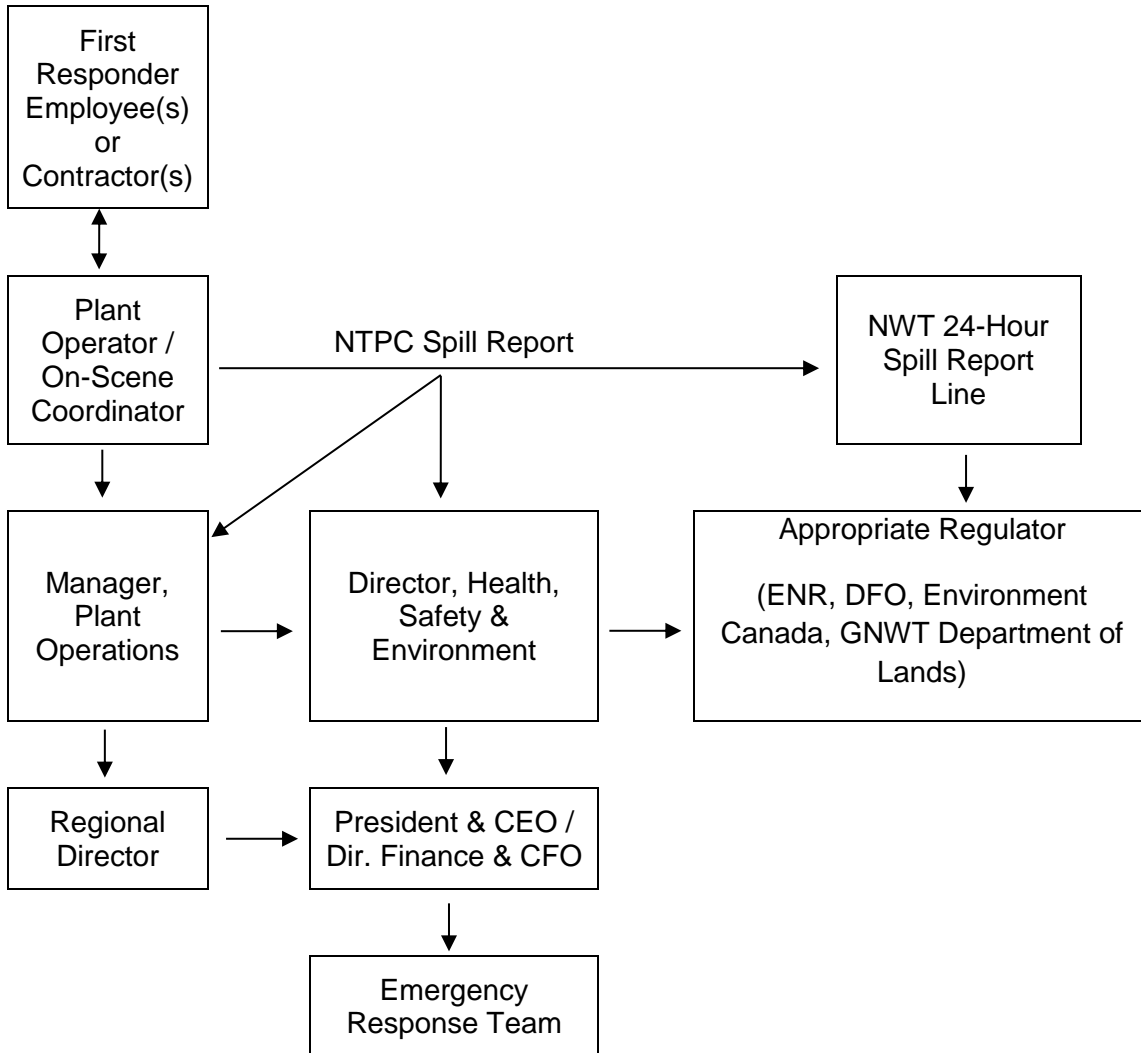 First
Responder
Employee(s)
or
Contractor(s)
Plant
Operator /
On-Scene
Coordinator
NTPC Spill Report
NWT 24-Hour
Spill Report
Line
Manager,
Plant
Operations
Director, Health,
Safety &
Environment
Appropriate Regulator
(ENR, DFO, Environment
Canada, GNWT Department of
Lands)
Regional
Director
President & CEO /
Dir. Finance & CFO
Emergency
Response Team